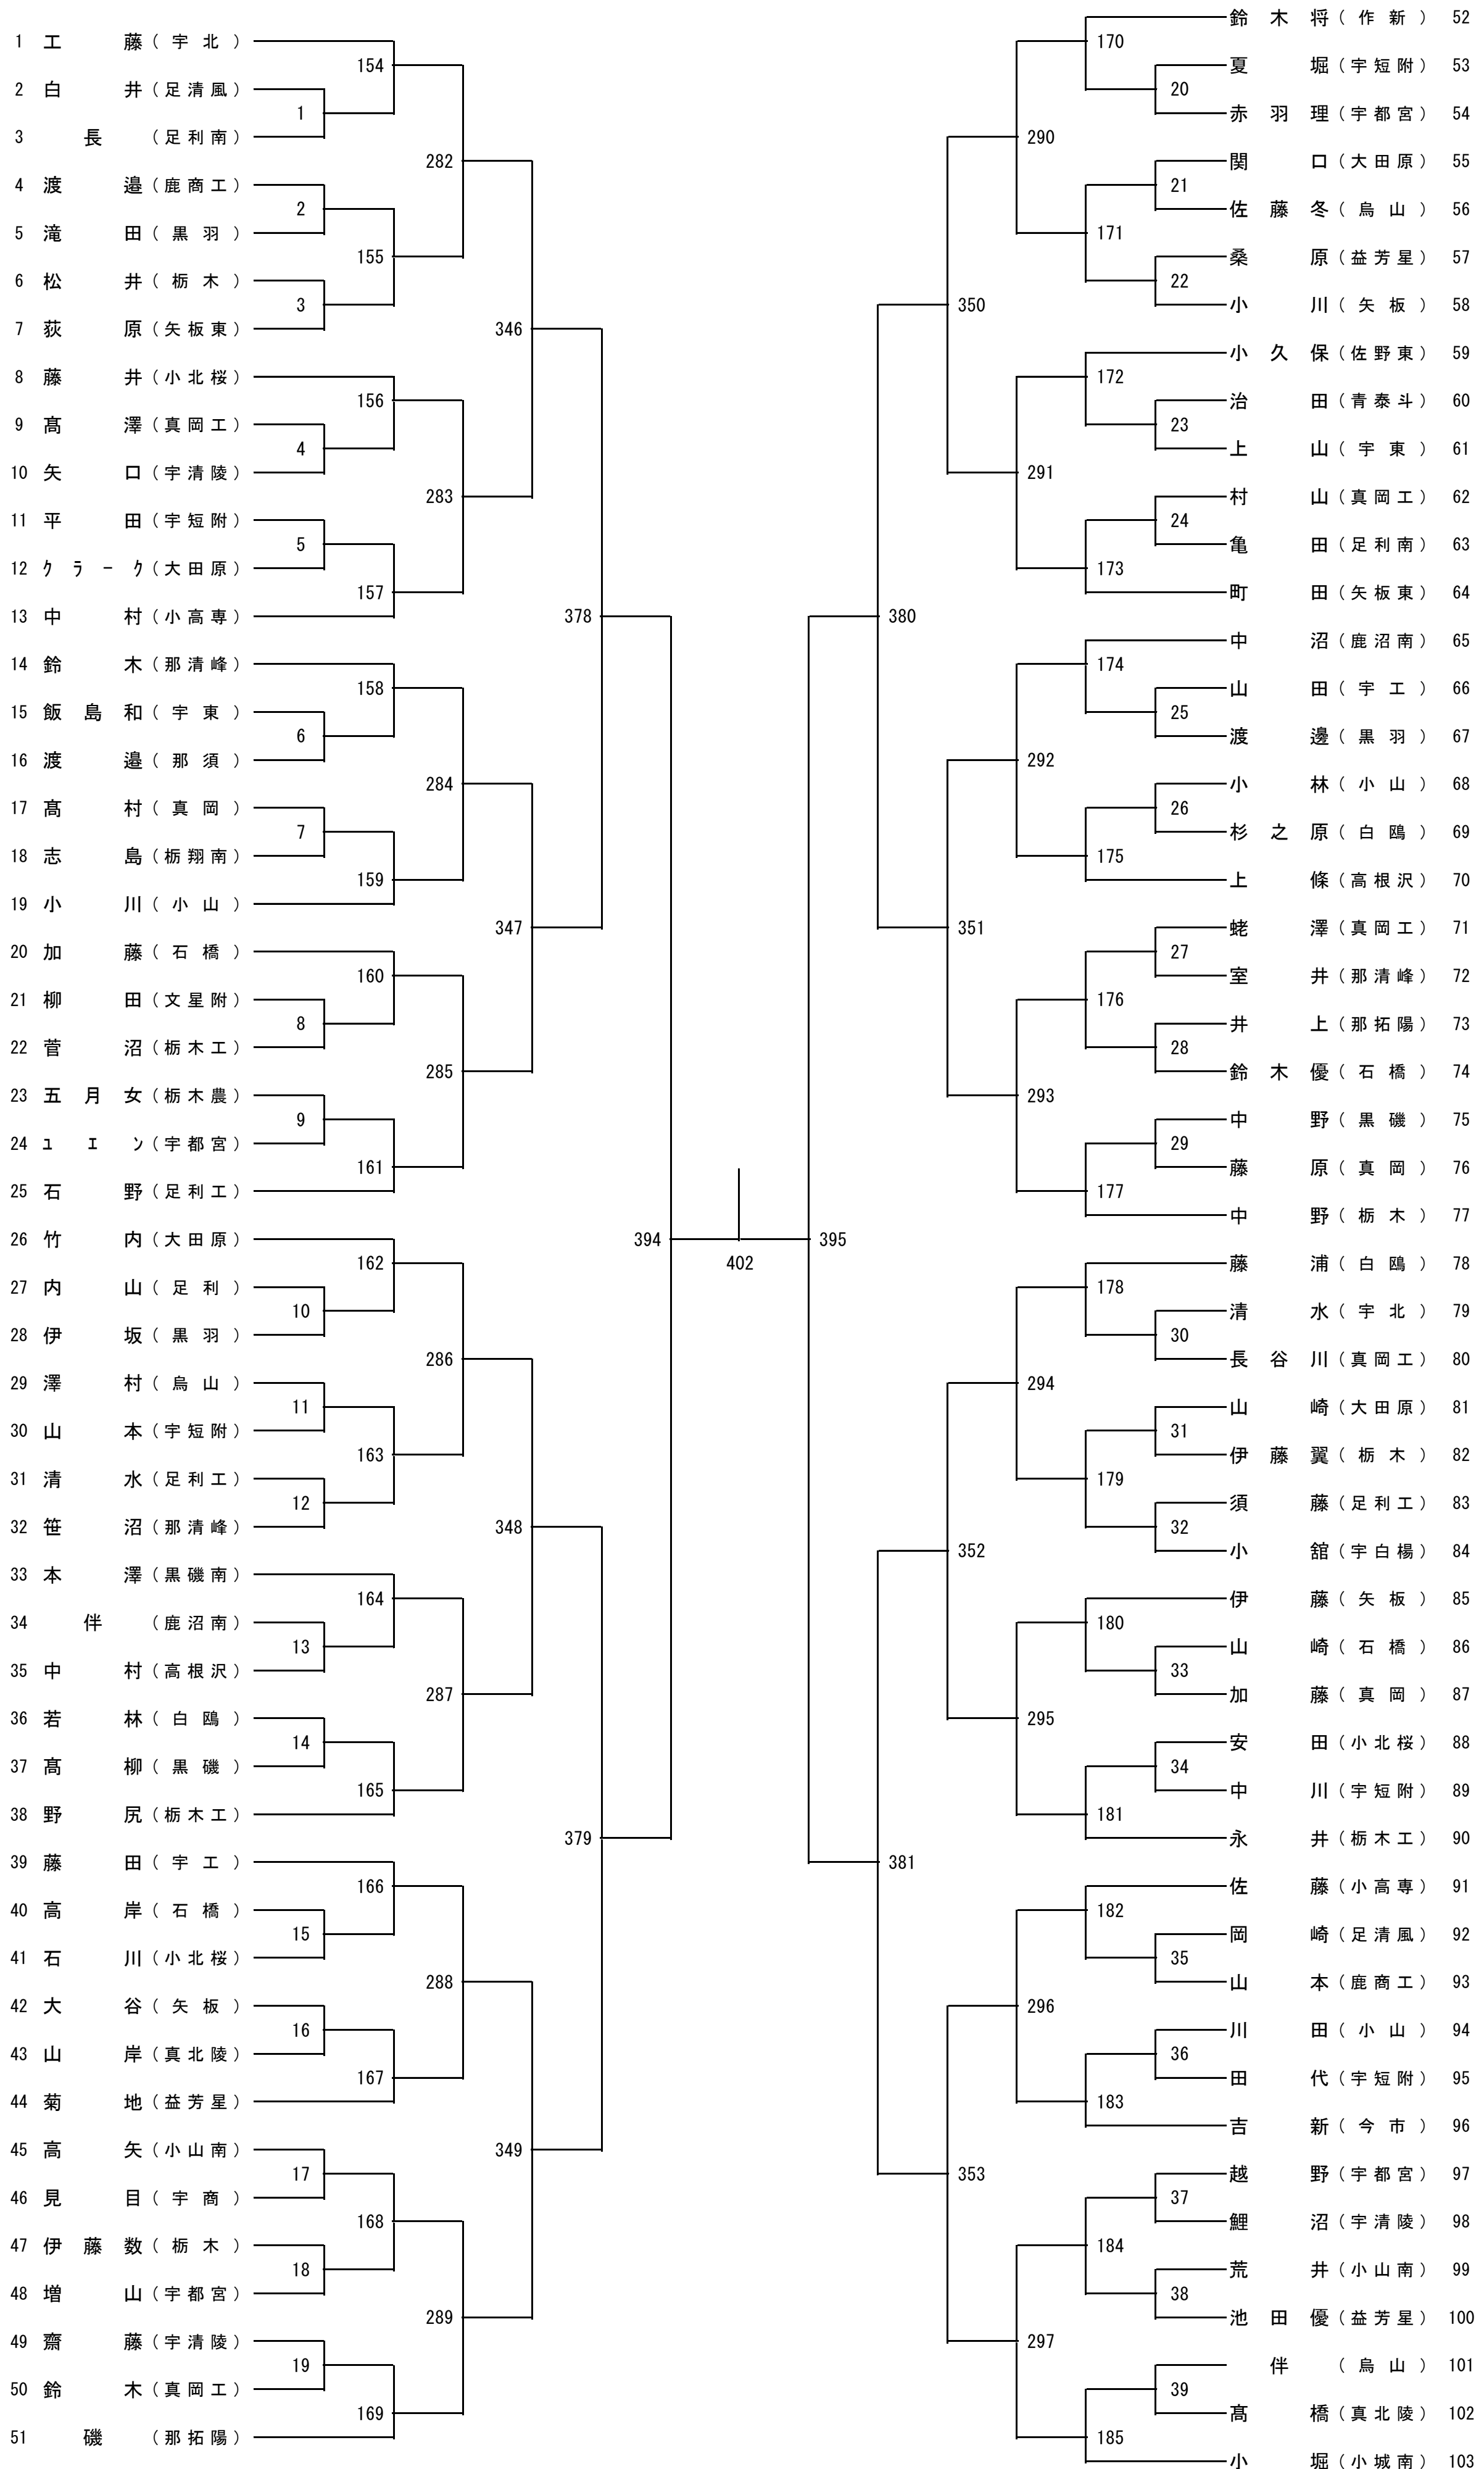 1 工藤（宇北）
2 白井（足清風）
3 長（足利南）
4 渡邉（鹿商工）
5 滝田（黒羽）
6 松井（栃木）
7 荻原（矢板東）
8 藤井（小北桜）
9 髙澤（真岡工）
10 矢口（宇清陵）
11 平田（宇短附）
12 ｸﾗｰｸ（大田原）
13 中村（小高専）
14 鈴木（那清峰）
15 飯島和（宇東）
16 渡邉（那須）
17 髙村（真岡）
18 志島（栃翔南）
19 小川（小山）
20 加藤（石橋）
21 柳田（文星附）
22 菅沼（栃木工）
23 五月女（栃木農）
24 ｭｴﾝ（宇都宮）
25 石野（足利工）
26 竹内（大田原）
27 内山（足利）
28 伊坂（黒羽）
29 澤村（烏山）
30 山本（宇短附）
31 清水（足利工）
32 笹沼（那清峰）
33 本澤（黒磯南）
34 伴（鹿沼南）
35 中村（高根沢）
36 若林（白鴎）
37 髙柳（黒磯）
38 野尻（栃木工）
39 藤田（宇工）
40 高岸（石橋）
41 石川（小北桜）
42 大谷（矢板）
43 山岸（真北陵）
44 菊地（益芳星）
45 高矢（小山南）
46 見目（宇商）
47 伊藤数（栃木）
48 増山（宇都宮）
49 齋藤（宇清陵）
50 鈴木（真岡工）
51 磯（那拓陽）
1
2
3
4
5
6
7
8
9
10
11
12
13
14
15
16
17
18
19
154
155
156
157
158
159
160
161
162
163
164
165
166
167
168
169
282
283
284
285
286
287
288
289
346
347
348
349
378
379
394
402
395
380
381
350
351
352
353
290
291
292
293
294
295
296
297
170
171
172
173
174
175
176
177
178
179
180
181
182
183
184
185
20
21
22
23
24
25
26
27
28
29
30
31
32
33
34
35
36
37
38
39
鈴木将（作新）52
夏堀（宇短附）53
赤羽理（宇都宮）54
関口（大田原）55
佐藤冬（烏山）56
桑原（益芳星）57
小川（矢板）58
小久保（佐野東）59
治田（青泰斗）60
上山（宇東）61
村山（真岡工）62
亀田（足利南）63
町田（矢板東）64
中沼（鹿沼南）65
山田（宇工）66
渡邊（黒羽）67
小林（小山）68
杉之原（白鴎）69
上條（高根沢）70
蛯澤（真岡工）71
室井（那清峰）72
井上（那拓陽）73
鈴木優（石橋）74
中野（黒磯）75
藤原（真岡）76
中野（栃木）77
藤浦（白鴎）78
清水（宇北）79
長谷川（真岡工）80
山崎（大田原）81
伊藤翼（栃木）82
須藤（足利工）83
小舘（宇白楊）84
伊藤（矢板）85
山崎（石橋）86
加藤（真岡）87
安田（小北桜）88
中川（宇短附）89
永井（栃木工）90
佐藤（小高専）91
岡崎（足清風）92
山本（鹿商工）93
川田（小山）94
田代（宇短附）95
吉新（今市）96
越野（宇都宮）97
鯉沼（宇清陵）98
荒井（小山南）99
池田優（益芳星）100
伴（烏山）101
髙橋（真北陵）102
小堀（小城南）103